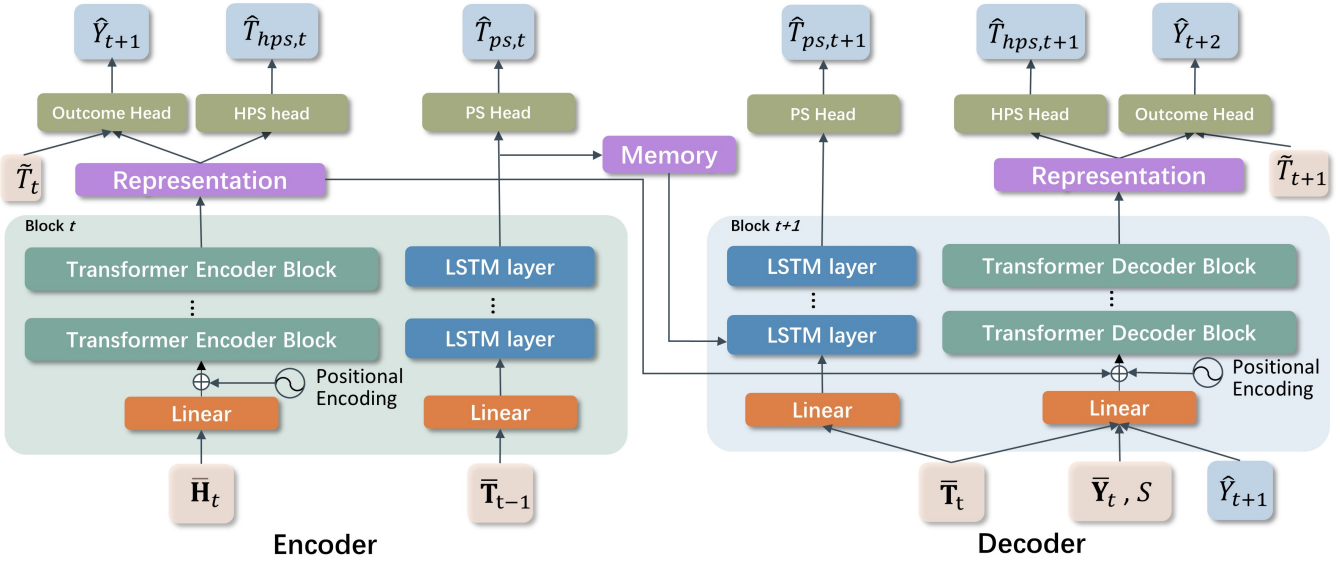 Ŷ_{t+1}
T̂_{hps,t}
T̂_{ps,t}
T̂_{ps,t+1}
T̂_{hps,t+1}
Ŷ_{t+2}
Outcome Head
HPS head
PS Head
PS Head
HPS Head
Outcome Head
T̃_t
Representation
Memory
Representation
T̃_{t+1}
Block t
Transformer Encoder Block
⋮
Transformer Encoder Block
LSTM layer
⋮
LSTM layer
Positional
Encoding
Linear
Linear
Block t+1
LSTM layer
⋮
LSTM layer
Transformer Decoder Block
⋮
Transformer Decoder Block
Positional
Encoding
Linear
Linear
H̅_t
T̅_{t−1}
T̅_t
Y̅_t , S
Ŷ_{t+1}
Encoder
Decoder